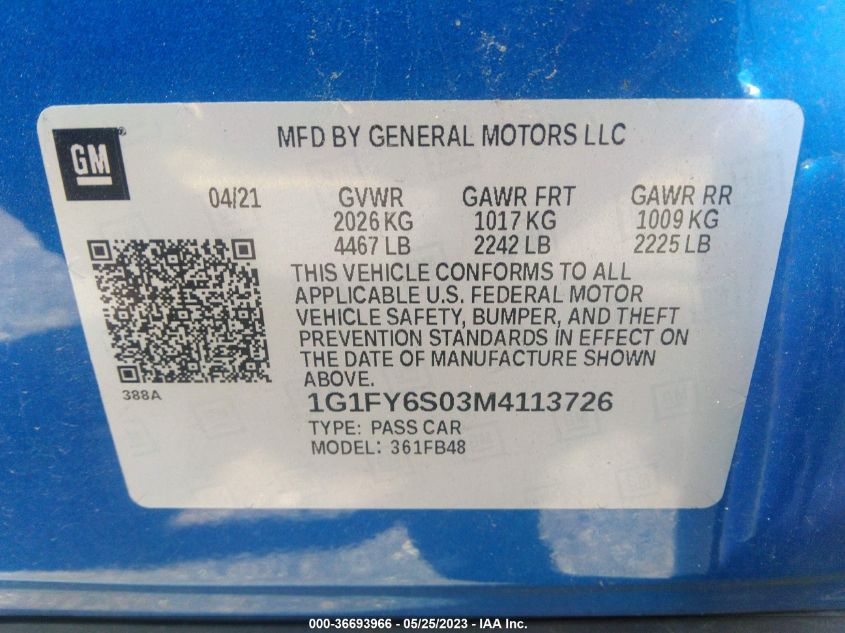 GM
MFD BY GENERAL MOTORS LLC
04/21 GVWR GAWR FRT GAWR RR
2026 KG 1017 KG 1009 KG
4467 LB 2242 LB 2225 LB
THIS VEHICLE CONFORMS TO ALL
APPLICABLE U.S. FEDERAL MOTOR
VEHICLE SAFETY, BUMPER, AND THEFT
PREVENTION STANDARDS IN EFFECT ON
THE DATE OF MANUFACTURE SHOWN
ABOVE.
388A
1G1FY6S03M4113726
TYPE: PASS CAR
MODEL: 361FB48
000-36693966 - 05/25/2023 - IAA Inc.